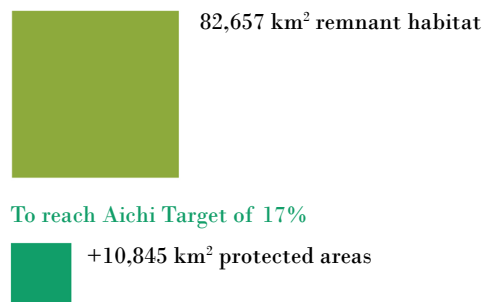 82,657 km² remnant habitat
To reach Aichi Target of 17%
+10,845 km² protected areas